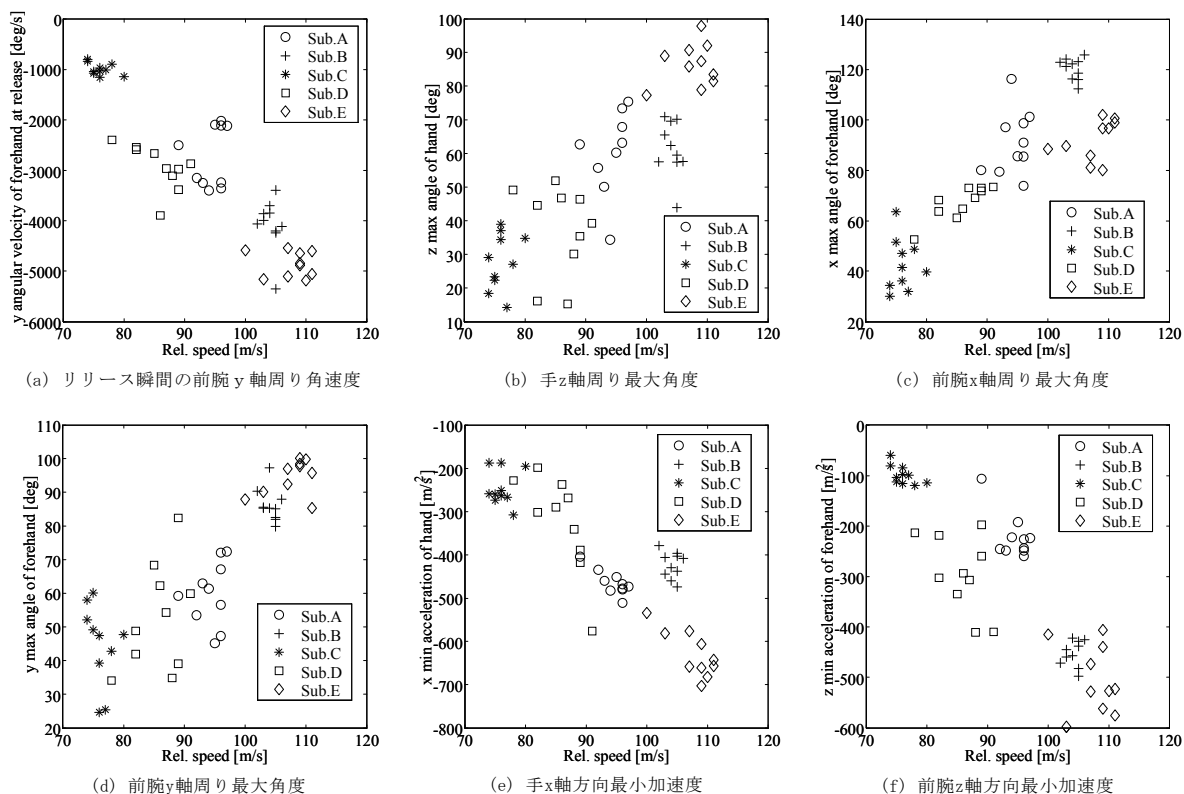 y angular velocity of forehand at release [deg/s]
0
-1000
-2000
-3000
-4000
-5000
-6000
70 80 90 100 110 120
Rel. speed [m/s]
Sub.A
Sub.B
Sub.C
Sub.D
Sub.E
(a) リリース瞬間の前腕y軸周り角速度
z max angle of hand [deg]
100
90
80
70
60
50
40
30
20
10
70 80 90 100 110 120
Rel. speed [m/s]
Sub.A
Sub.B
Sub.C
Sub.D
Sub.E
(b) 手z軸周り最大角度
x max angle of forehand [deg]
140
120
100
80
60
40
20
70 80 90 100 110 120
Rel. speed [m/s]
Sub.A
Sub.B
Sub.C
Sub.D
Sub.E
(c) 前腕x軸周り最大角度
y max angle of forehand [deg]
110
100
90
80
70
60
50
40
30
20
70 80 90 100 110 120
Rel. speed [m/s]
Sub.A
Sub.B
Sub.C
Sub.D
Sub.E
(d) 前腕y軸周り最大角度
x min acceleration of hand [m/s²]
-100
-200
-300
-400
-500
-600
-700
-800
70 80 90 100 110 120
Rel. speed [m/s]
Sub.A
Sub.B
Sub.C
Sub.D
Sub.E
(e) 手x軸方向最小加速度
z min acceleration of forehand [m/s²]
0
-100
-200
-300
-400
-500
-600
70 80 90 100 110 120
Rel. speed [m/s]
Sub.A
Sub.B
Sub.C
Sub.D
Sub.E
(f) 前腕z軸方向最小加速度